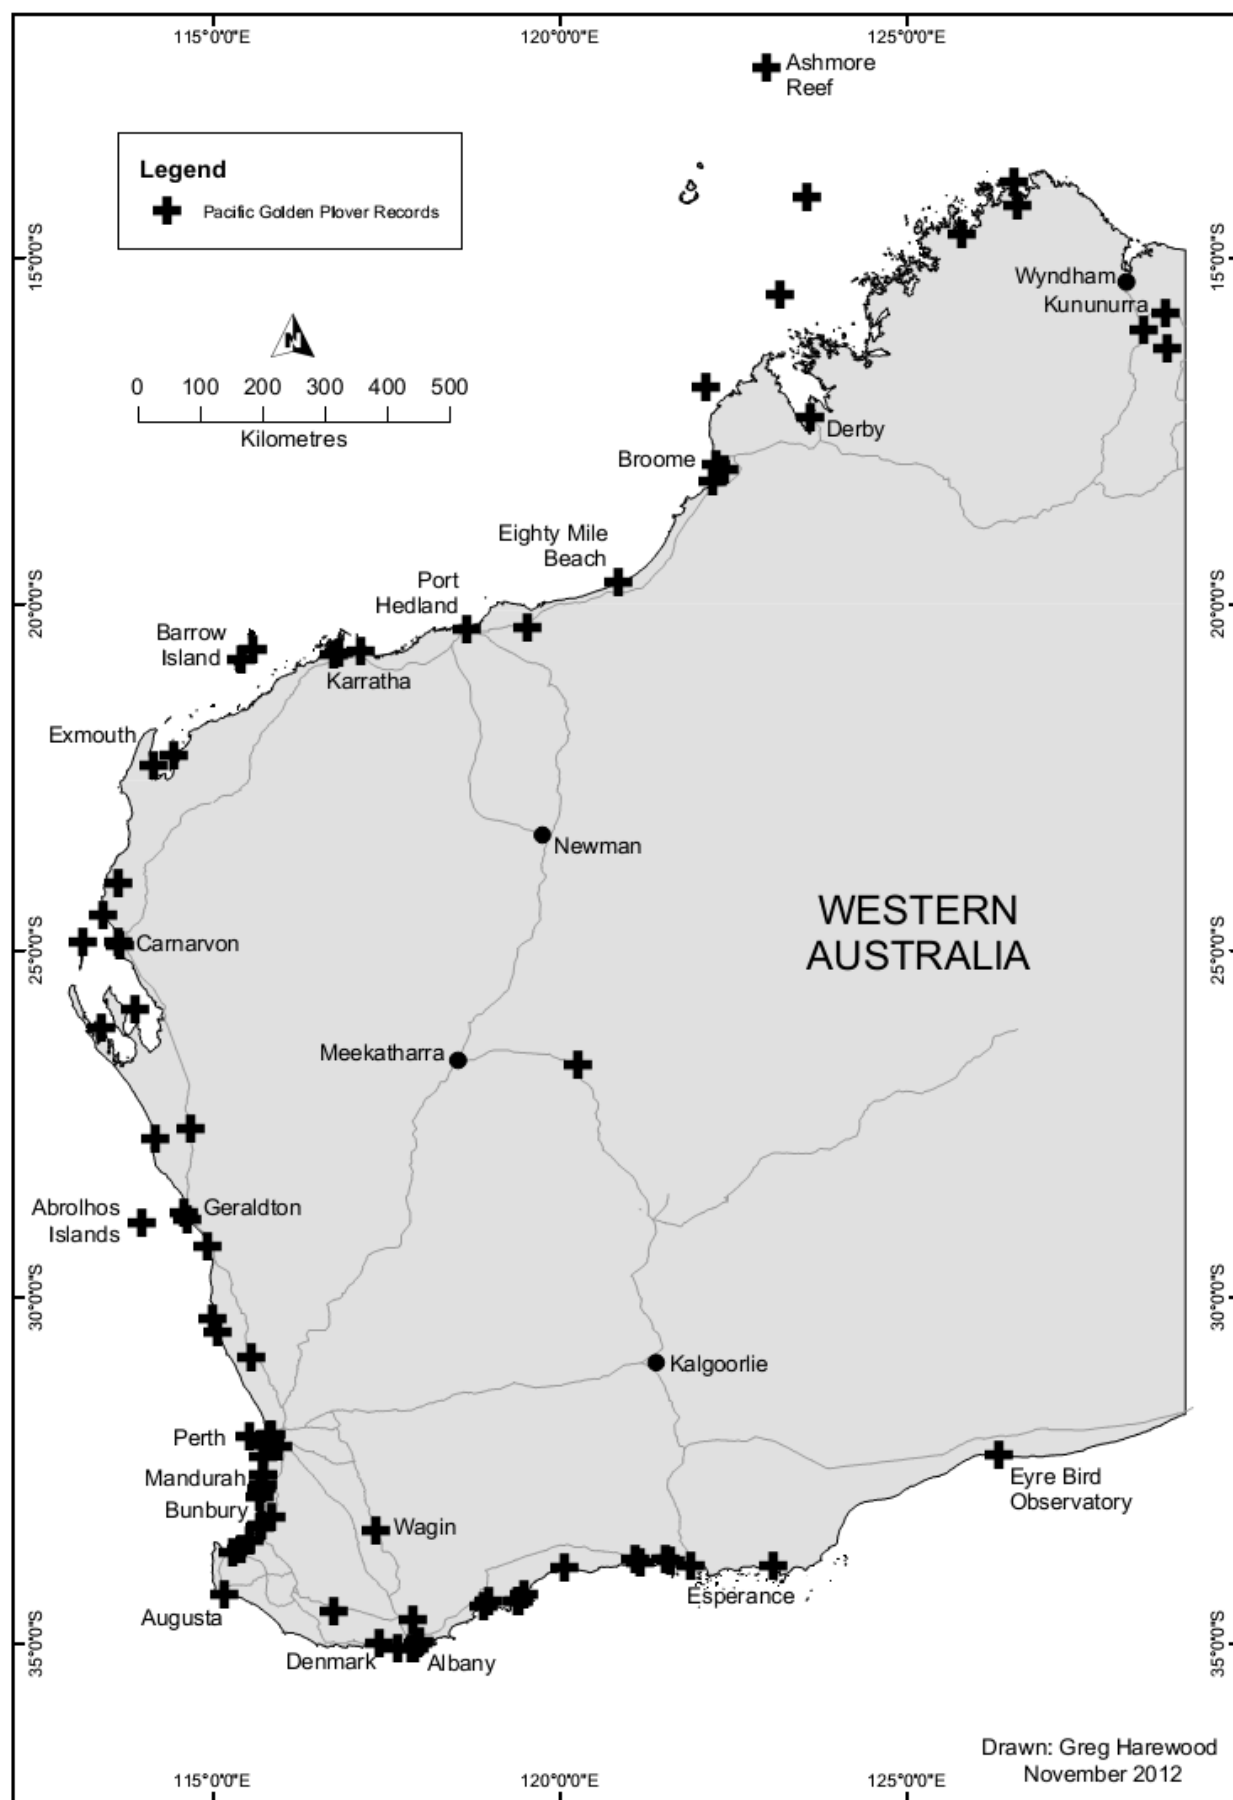 115°0'0"E
120°0'0"E
125°0'0"E
Ashmore
Reef
Legend
Pacific Golden Plover Records
15°0'0"S
15°0'0"S
Wyndham
Kununurra
N
0 100 200 300 400 500
Kilometres
Derby
Broome
Eighty Mile
Beach
Port
Hedland
20°0'0"S
20°0'0"S
Barrow
Island
Karratha
Exmouth
Newman
WESTERN
AUSTRALIA
25°0'0"S
25°0'0"S
Carnarvon
Meekatharra
Abrolhos
Islands
Geraldton
30°0'0"S
30°0'0"S
Kalgoorlie
Perth
Mandurah
Bunbury
Wagin
Eyre Bird
Observatory
Esperance
Augusta
Denmark
Albany
35°0'0"S
35°0'0"S
Drawn: Greg Harewood
November 2012
115°0'0"E
120°0'0"E
125°0'0"E